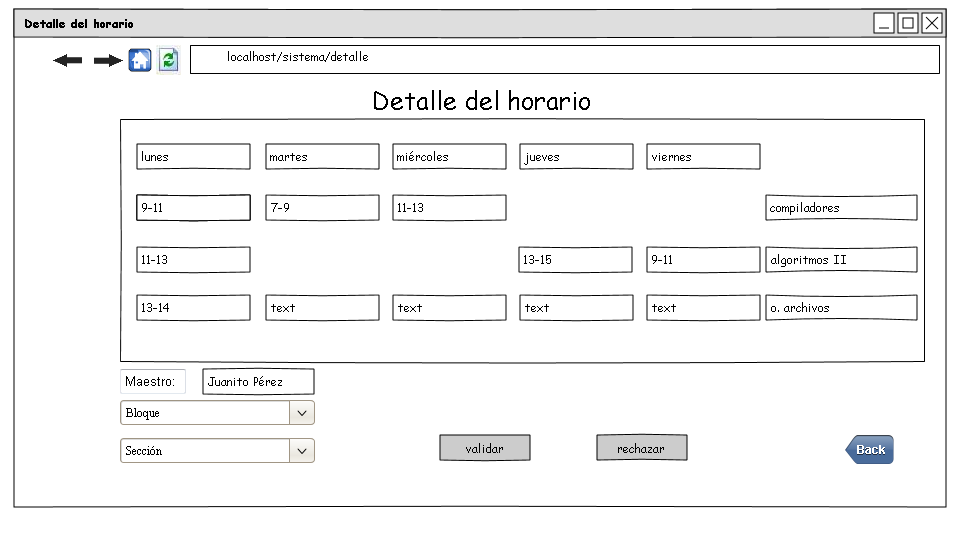 Detalle del horario
localhost/sistema/detalle
Detalle del horario
lunes martes miércoles jueves viernes
9-11 7-9 11-13 compiladores
11-13 13-15 9-11 algoritmos II
13-14 text text text text o. archivos
Maestro: Juanito Pérez
Bloque
Sección validar rechazar Back